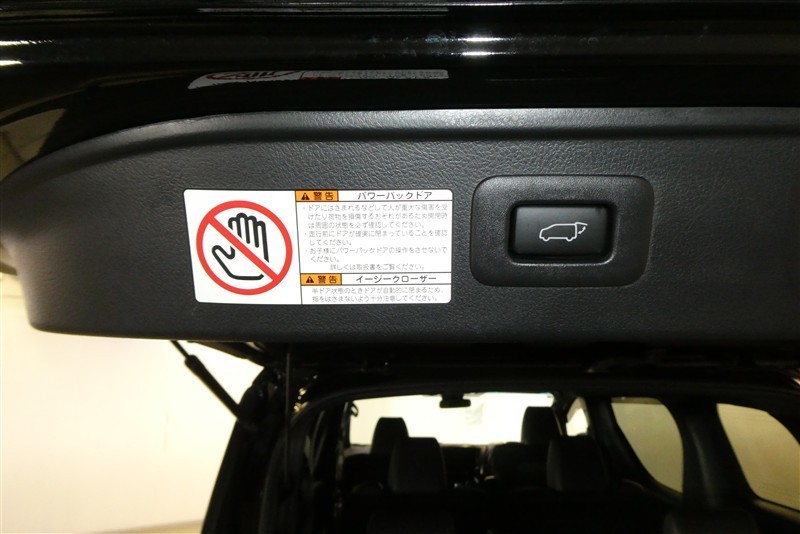 警告 パワーバックドア
・ドアにはさまれるなどして人が重大な傷害を
受けたり荷物を損傷するおそれがあるため開閉時
は周囲の状態を必ず確認してください。
・走行前にドアが確実に閉まっていることを確認
してください。
・お子様にパワーバックドアの操作をさせないで
ください。
詳しくは取扱書をご覧ください。
警告 イージークローザー
半ドア状態のときドアが自動的に閉まるため、
指をはさまないよう十分注意してください。